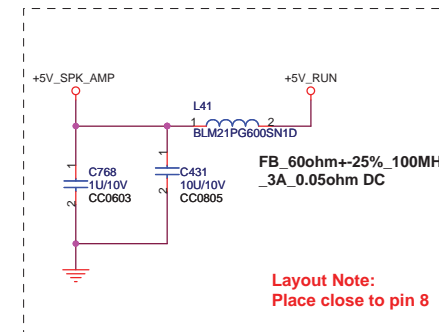 +5V_SPK_AMP
+5V_RUN
L41
1
2
BLM21PG600SN1D
FB_60ohm+-25%_100MH
_3A_0.05ohm DC
1
C768
1U/10V
CC0603
2
1
C431
10U/10V
CC0805
2
Layout Note:
Place close to pin 8